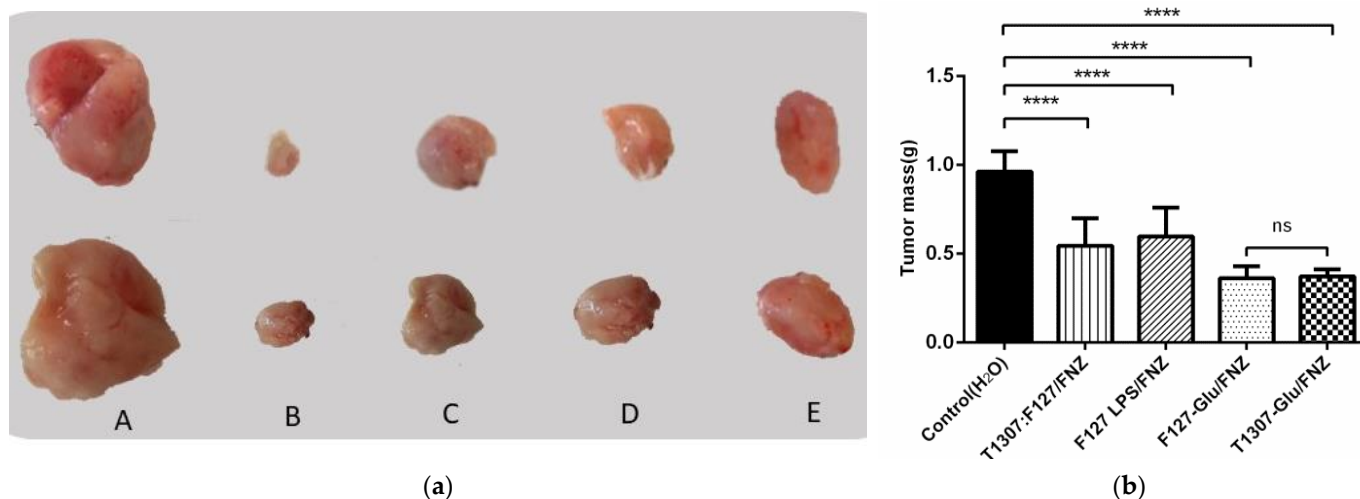 A B C D E
(a)
****
****
****
****
ns
Tumor mass(g)
1.5
1.0
0.5
0.0
Control(H₂O)
T1307:F127/FNZ
F127 LPS/FNZ
F127-Glu/FNZ
T1307-Glu/FNZ
(b)